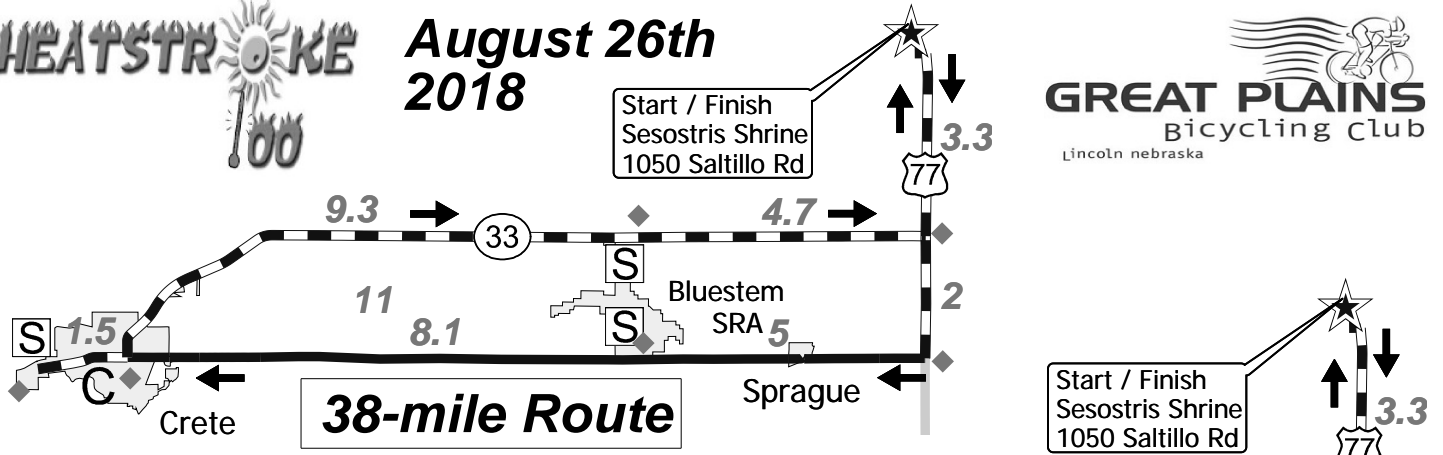 HEATSTROKE
100
August 26th
2018
Start / Finish
Sesostris Shrine
1050 Saltillo Rd
GREAT PLAINS
Bicycling Club
Lincoln nebraska
3.3
77
9.3
33
4.7
S
Bluestem
SRA
11
8.1
S
5
2
S
1.5
C
Crete
38-mile Route
Sprague
Start / Finish
Sesostris Shrine
1050 Saltillo Rd
3.3
77